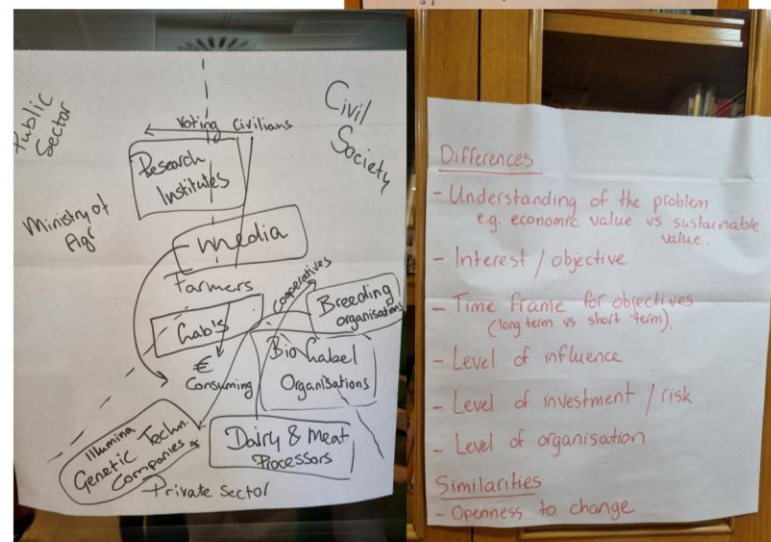 Public
Sector
Civil
Society
Voting Civilians
Research
Institutes
Ministry of
Agr
media
Farmers
Cooperatives
Breeding
organisations
Lab's
€
Consuming
Bio Label
Organisations
Illumina
Genetic Techn.
Companies
Dairy & Meat
Processors
Private Sector
Differences
- Understanding of the problem
e.g. economic value vs sustainable
value.
- Interest / objective
- Time frame for objectives
(long term vs short term).
- Level of influence
- Level of investment / risk
- Level of organisation
Similarities
- Openness to change